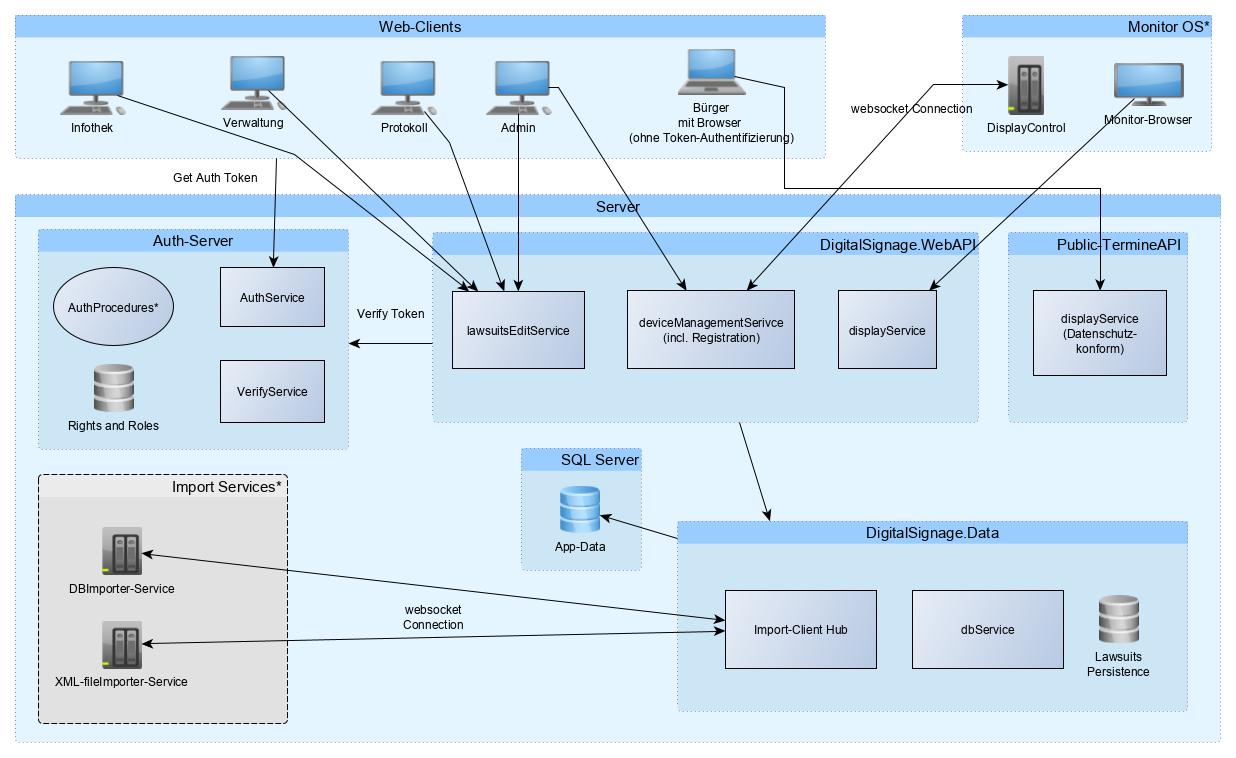 Web-Clients
Monitor OS*
Infothek
Verwaltung
Protokoll
Admin
Bürger
mit Browser
(ohne Token-Authentifizierung)
websocket Connection
DisplayControl
Monitor-Browser
Get Auth Token
Server
Auth-Server
DigitalSignage.WebAPI
Public-TermineAPI
AuthProcedures*
AuthService
Verify Token
lawsuitsEditService
deviceManagementSerivce
(incl. Registration)
displayService
displayService
(Datenschutz-
konform)
VerifyService
Rights and Roles
SQL Server
App-Data
Import Services*
DigitalSignage.Data
DBImporter-Service
websocket
Connection
Import-Client Hub
dbService
Lawsuits
Persistence
XML-fileImporter-Service